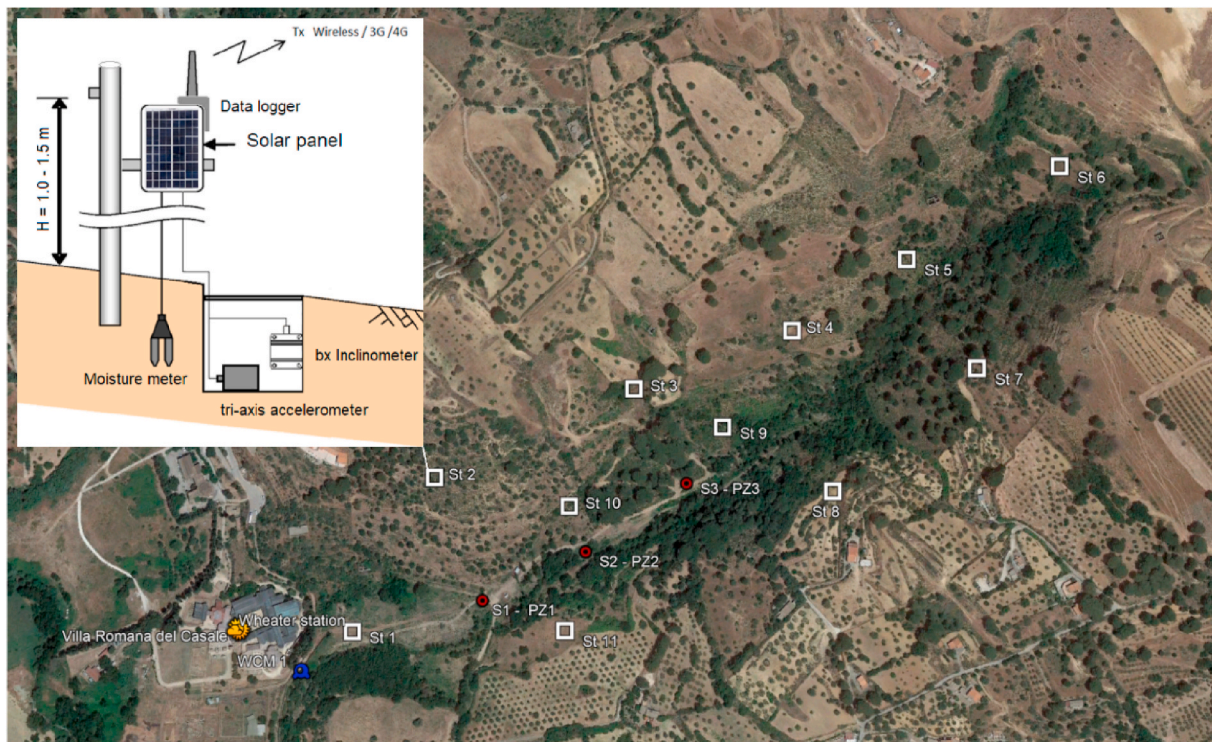 Tx Wireless / 3G /4G
Data logger
Solar panel
H = 1.0 - 1.5 m
bx Inclinometer
Moisture meter
tri-axis accelerometer
St 6
St 5
St 4
St 7
St 3
St 9
St 2
S3 - PZ3
St 8
St 10
S2 - PZ2
S1 - PZ1
Wheater station
Villa Romana del Casale
St 1
St 11
WCM 1